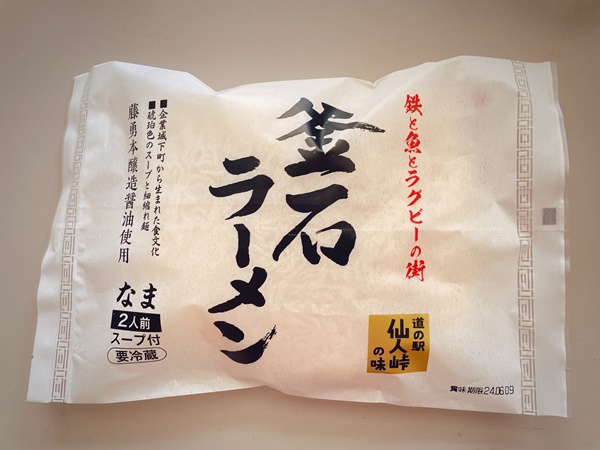 鉄と魚とラグビーの街
釜石
ラーメン
■企業城下町から生まれた食文化
■琥珀色のスープと細縮れ麺
藤勇本醸造醤油使用
なま
2人前
スープ付
要冷蔵
道の駅
仙人峠
の味
賞味期限24.06.09